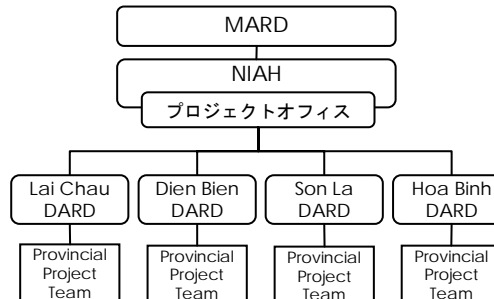 MARD
NIAH
プロジェクトオフィス
Lai Chau
DARD
Dien Bien
DARD
Son La
DARD
Hoa Binh
DARD
Provincial
Project
Team
Provincial
Project
Team
Provincial
Project
Team
Provincial
Project
Team